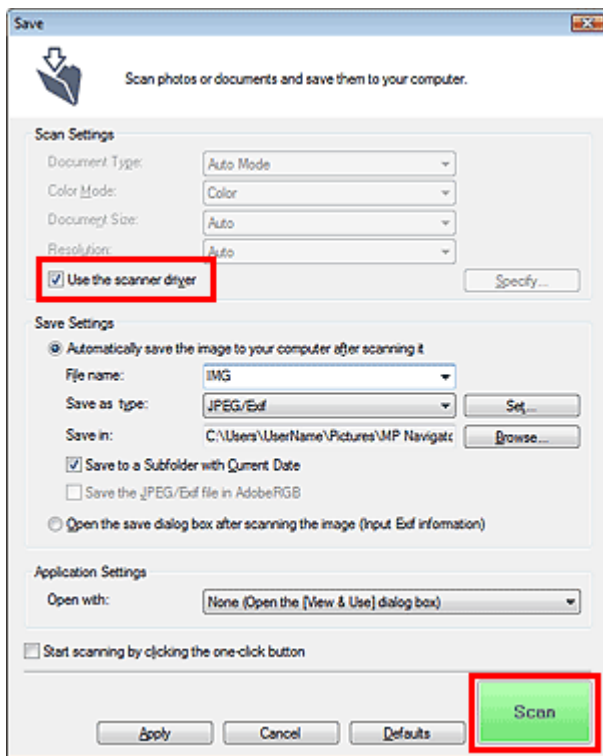 Save
Scan photos or documents and save them to your computer.
Scan Settings
Document Type: Auto Mode
Color Mode: Color
Document Size: Auto
Resolution: Auto
Use the scanner driver Specify...
Save Settings
Automatically save the image to your computer after scanning it
File name: IMG
Save as type: JPEG/Exif Set...
Save in: C:\Users\UserName\Pictures\MP Navigato Browse...
Save to a Subfolder with Current Date
Save the JPEG/Exif file in AdobeRGB
Open the save dialog box after scanning the image (Input Exif information)
Application Settings
Open with: None (Open the [View & Use] dialog box)
Start scanning by clicking the one-click button
Scan
Apply Cancel Defaults